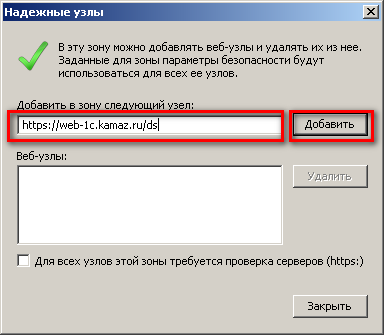 Надежные узлы
В эту зону можно добавлять веб-узлы и удалять их из нее.
Заданные для зоны параметры безопасности будут
использоваться для всех ее узлов.
Добавить в зону следующий узел:
https://web-1c.kamaz.ru/ds
Добавить
Веб-узлы:
Удалить
Для всех узлов этой зоны требуется проверка серверов (https:)
Закрыть